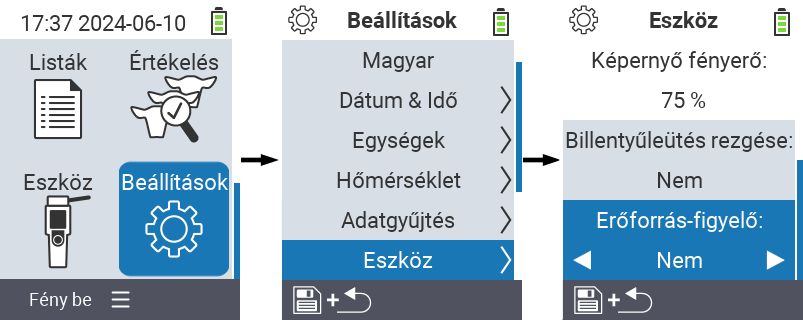 17:37 2024-06-10
Listák
Értékelés
Eszköz
Beállítások
Fény be
Beállítások
Magyar
Dátum & Idő
Egységek
Hőmérséklet
Adatgyűjtés
Eszköz
+
Eszköz
Képernyő fényerő:
75 %
Billentyűleütés rezgése:
Nem
Erőforrás-figyelő:
Nem
+